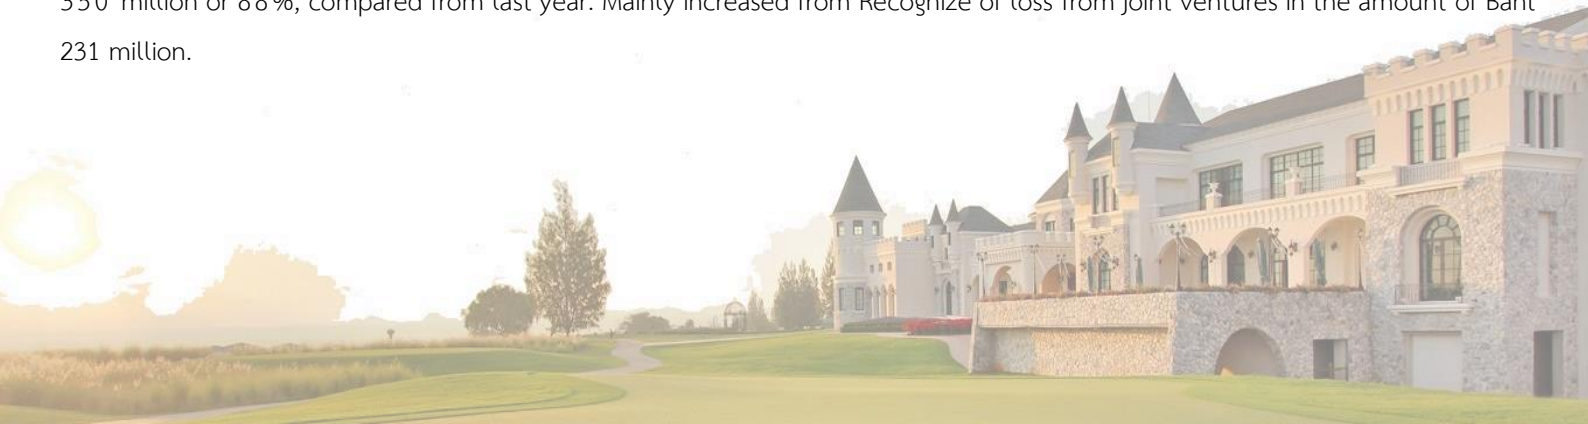 350 million or 88%, compared from last year. Mainly increased from Recognize of loss from joint ventures in the amount of Baht
231 million.